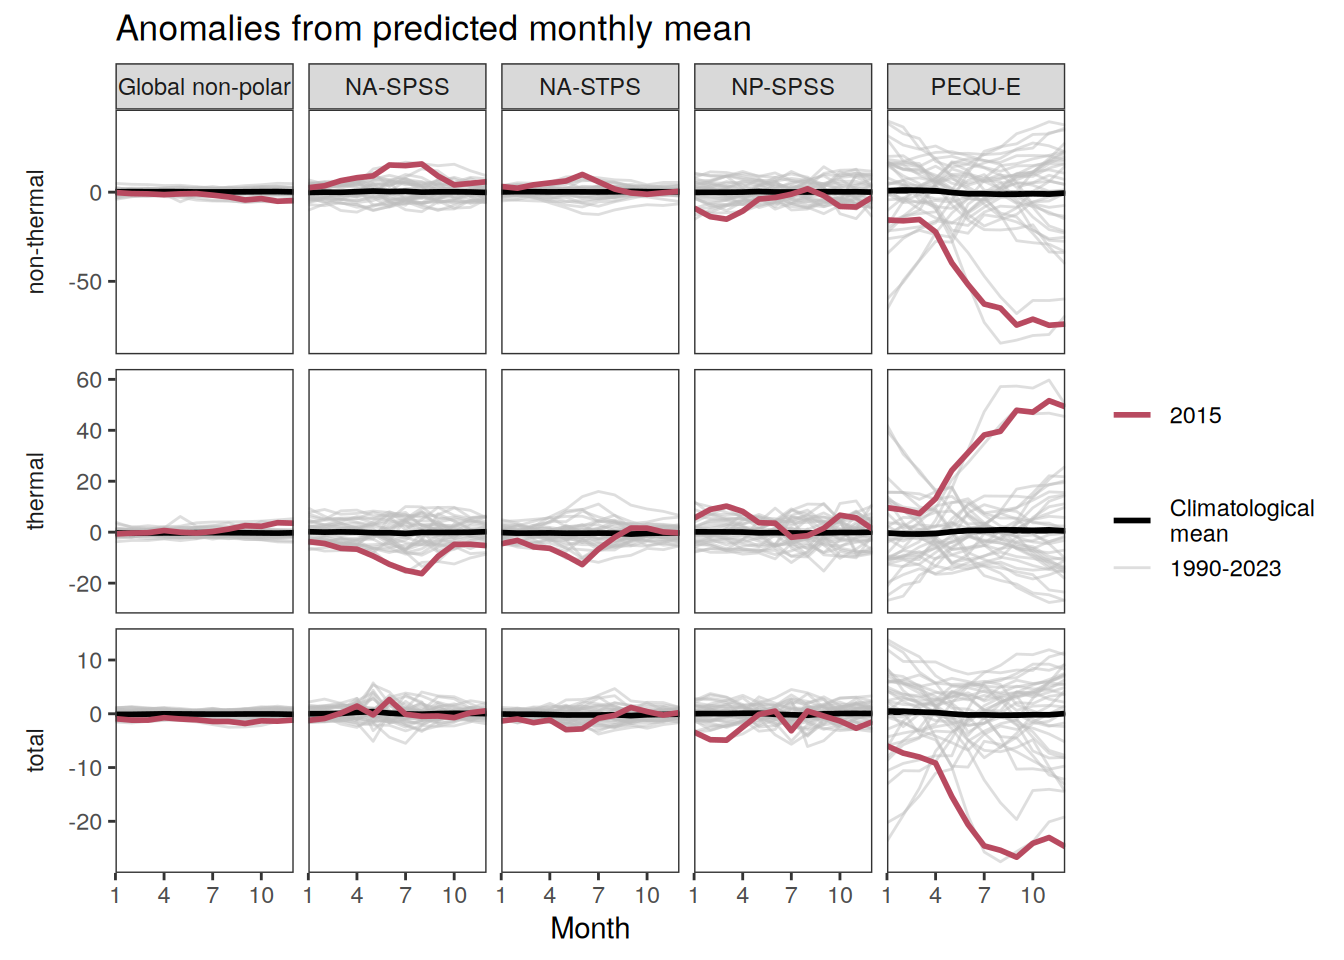 Anomalies from predicted monthly mean
Global non-polar NA-SPSS NA-STPS NP-SPSS PEQU-E
non-thermal
0
-50
thermal
60
40
20
0
-20
total
10
0
-10
-20
1 4 7 10 1 4 7 10 1 4 7 10 1 4 7 10 1 4 7 10
Month
2015
Climatological
mean
1990-2023